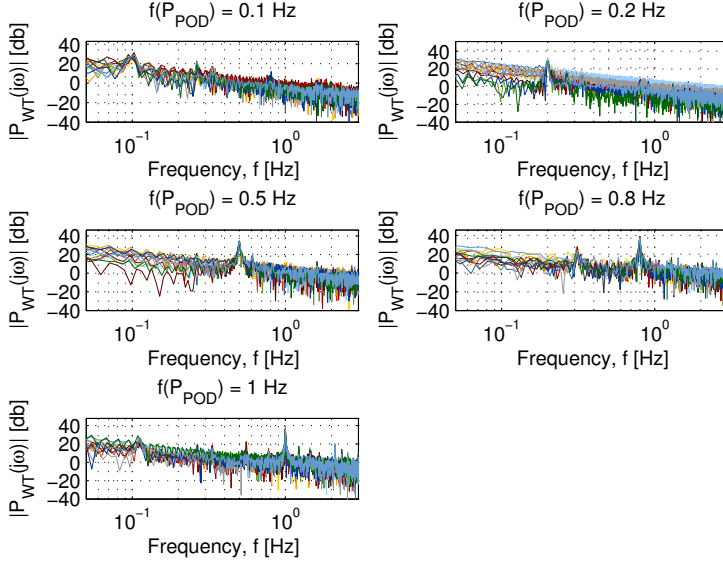 f(P_POD) = 0.1 Hz
|P_WT(jω)| [db]
40
20
0
−20
−40
10^−1
10^0
Frequency, f [Hz]
f(P_POD) = 0.2 Hz
|P_WT(jω)| [db]
40
20
0
−20
−40
10^−1
10^0
Frequency, f [Hz]
f(P_POD) = 0.5 Hz
|P_WT(jω)| [db]
40
20
0
−20
−40
10^−1
10^0
Frequency, f [Hz]
f(P_POD) = 0.8 Hz
|P_WT(jω)| [db]
40
20
0
−20
−40
10^−1
10^0
Frequency, f [Hz]
f(P_POD) = 1 Hz
|P_WT(jω)| [db]
40
20
0
−20
−40
10^−1
10^0
Frequency, f [Hz]